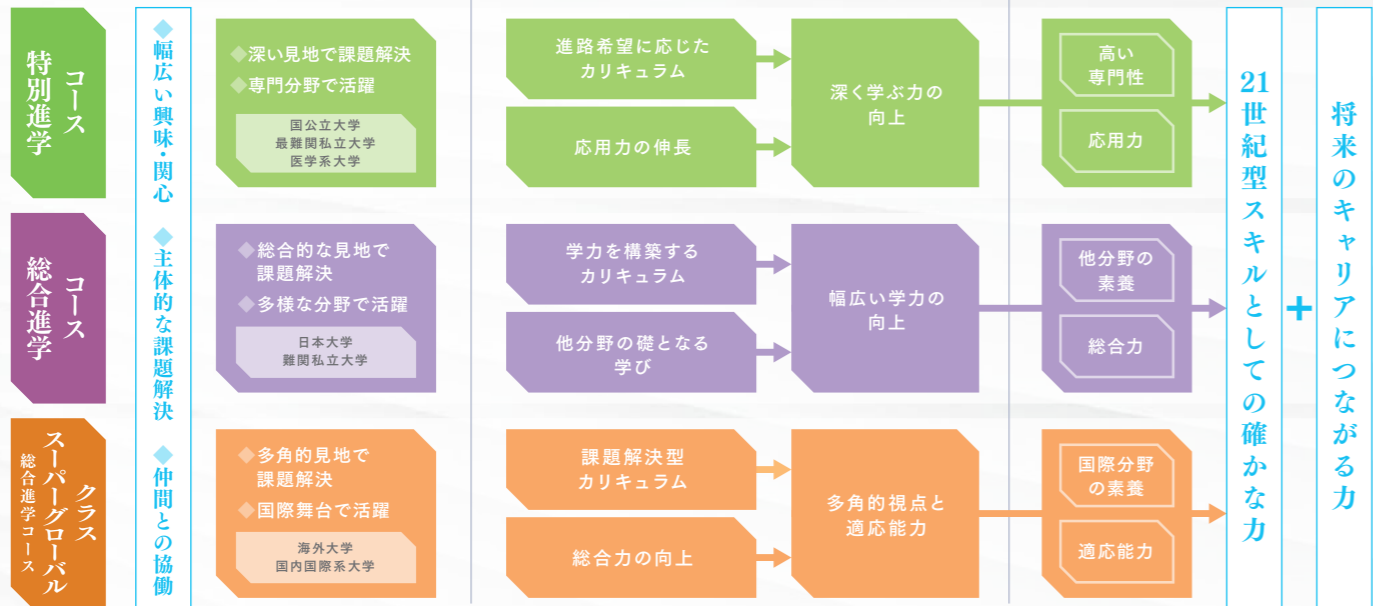 特別進学
コース
◆幅広い興味・関心 ◆主体的な課題解決 ◆仲間との協働
◆深い見地で課題解決
◆専門分野で活躍
国公立大学
最難関私立大学
医学系大学
進路希望に応じた
カリキュラム
応用力の伸長
深く学ぶ力の
向上
高い
専門性
応用力
総合進学
コース
◆総合的な見地で
課題解決
◆多様な分野で活躍
日本大学
難関私立大学
学力を構築する
カリキュラム
他分野の礎となる
学び
幅広い学力の
向上
他分野の
素養
総合力
総合進学コース
スーパーグローバル
クラス
◆多角的見地で
課題解決
◆国際舞台で活躍
海外大学
国内国際系大学
課題解決型
カリキュラム
総合力の向上
多角的視点と
適応能力
国際分野
の素養
適応能力
21世紀型スキルとしての確かな力
+
将来のキャリアにつながる力